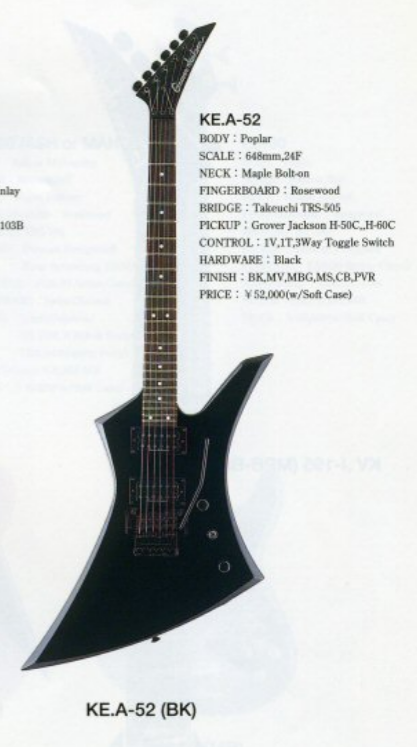 Grover Jackson
KE.A-52
BODY : Poplar
SCALE : 648mm,24F
nlay
NECK : Maple Bolt-on
FINGERBOARD : Rosewood
BRIDGE : Takeuchi TRS-505
103B
PICKUP : Grover Jackson H-50C,,H-60C
CONTROL : 1V,1T,3Way Toggle Switch
HARDWARE : Black
FINISH : BK,MV,MBG,MS,CB,PVR
PRICE : ¥52,000(w/Soft Case)
KE.A-52 (BK)